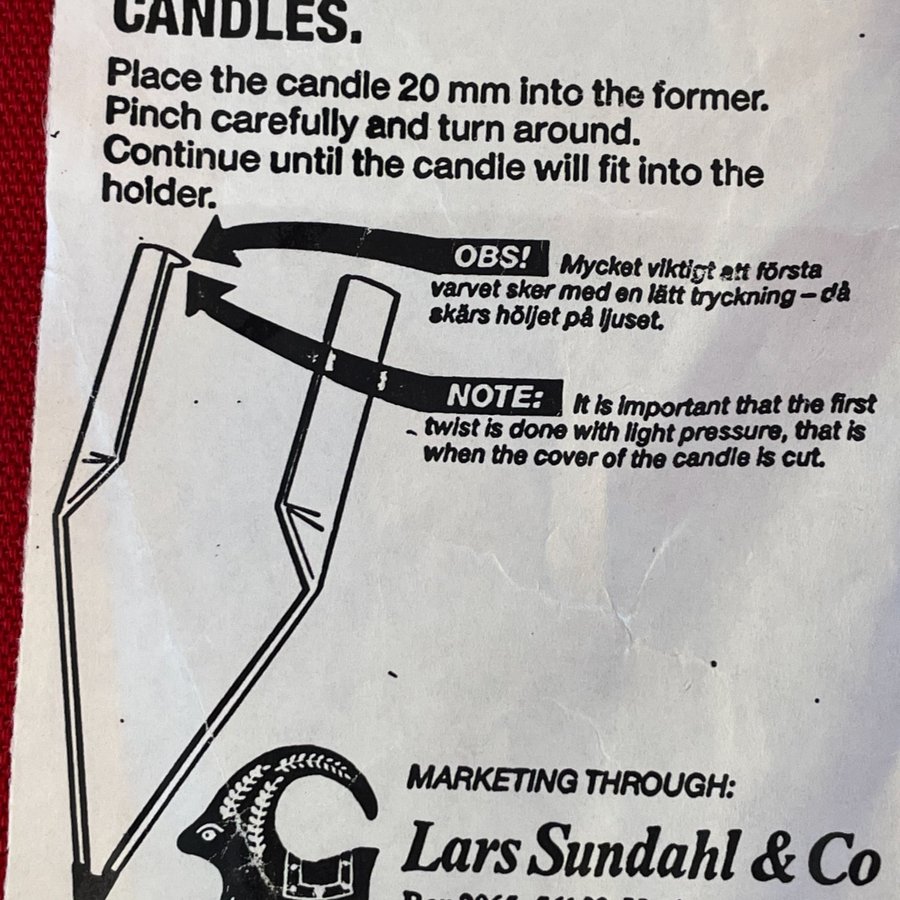 CANDLES.
Place the candle 20 mm into the former.
Pinch carefully and turn around.
Continue until the candle will fit into the
holder.
OBS! Mycket viktigt att första
varvet sker med en lätt tryckning – då
skärs höljet på ljuset.
NOTE: It is important that the first
twist is done with light pressure, that is
when the cover of the candle is cut.
MARKETING THROUGH:
Lars Sundahl & Co